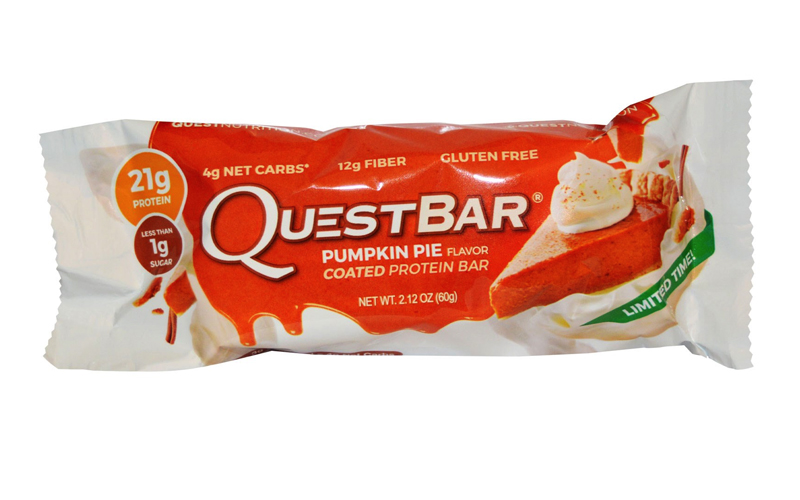 QUESTNUTRITION
4g NET CARBS* 12g FIBER GLUTEN FREE
21g
PROTEIN
LESS THAN
1g
SUGAR
QUESTBAR®
PUMPKIN PIE FLAVOR
COATED PROTEIN BAR
NET WT. 2.12 OZ (60g)
LIMITED TIME!